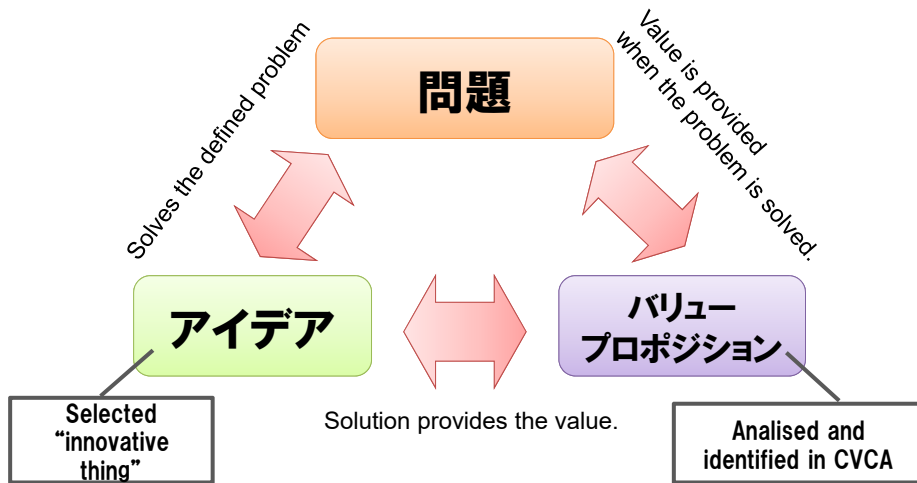 Solves the defined problem
問題
Value is provided
when the problem is solved.
アイデア
バリュー
プロポジション
Selected
“innovative
thing”
Solution provides the value.
Analised and
identified in CVCA